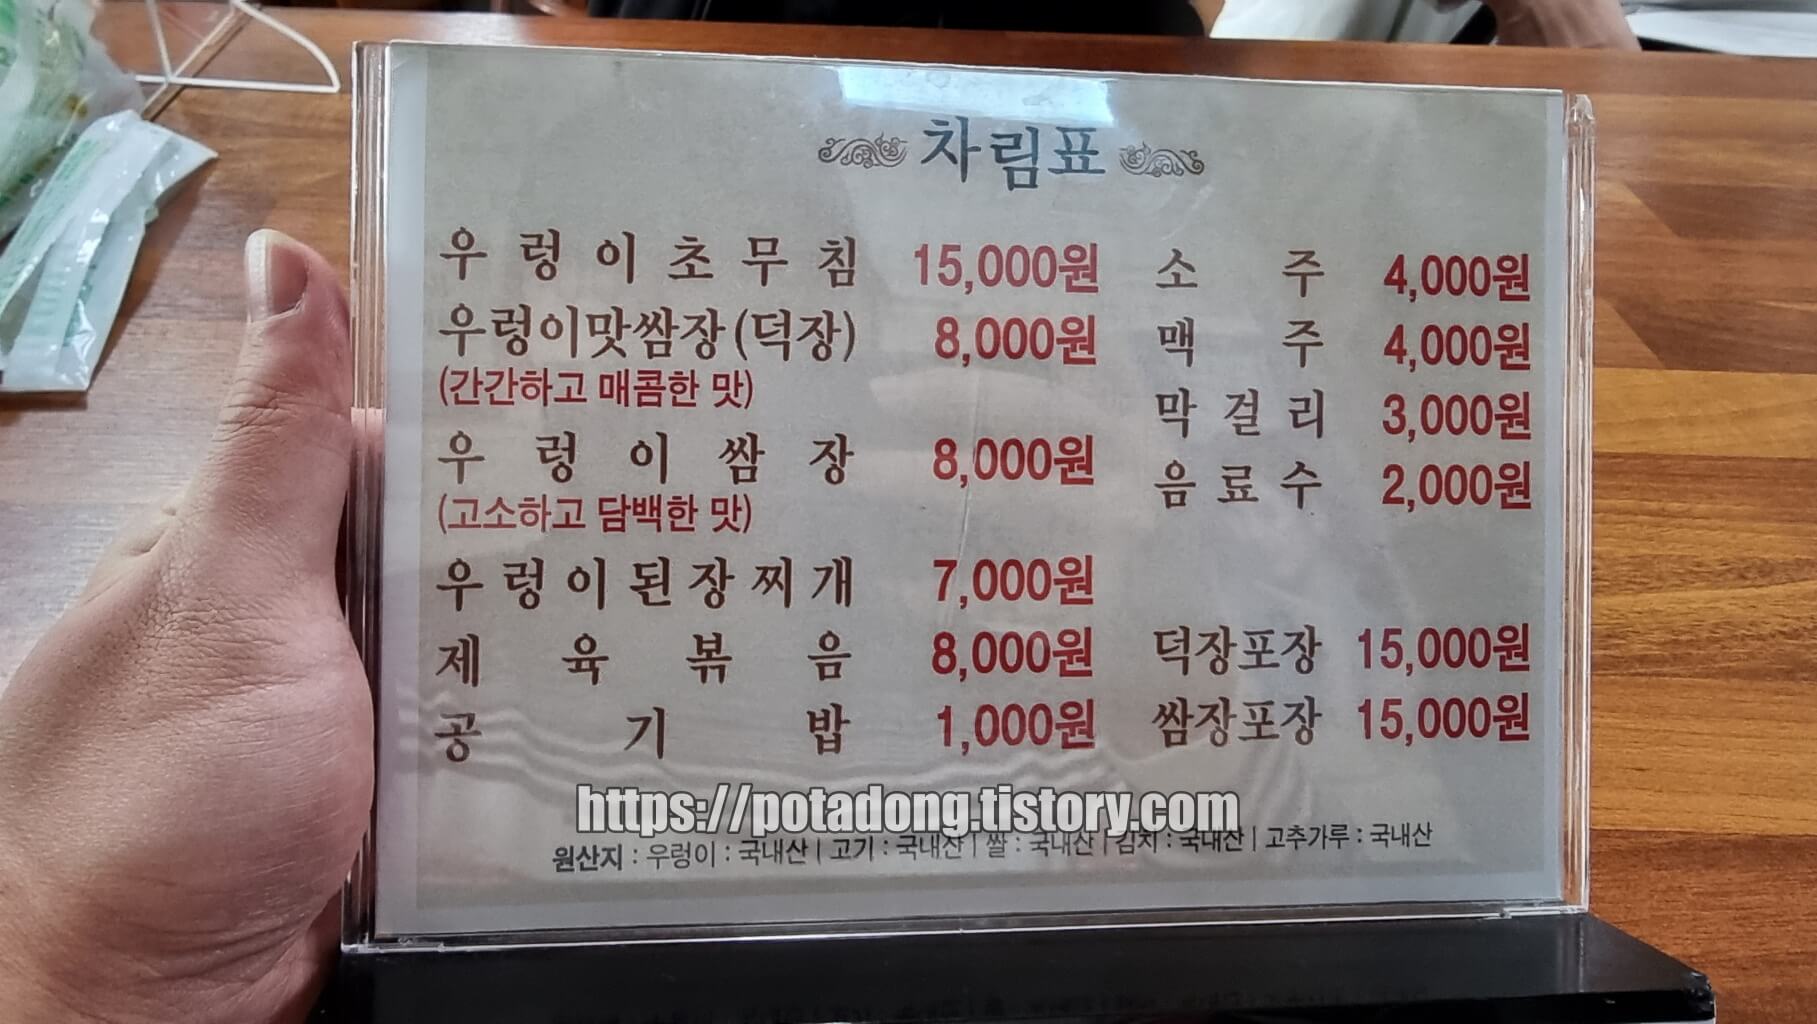 차림표
우렁이초무침 15,000원
우렁이맛쌈장(덕장) 8,000원
(간간하고 매콤한 맛)
우렁이쌈장 8,000원
(고소하고 담백한 맛)
우렁이된장찌개 7,000원
제육볶음 8,000원
공기밥 1,000원
소주 4,000원
맥주 4,000원
막걸리 3,000원
음료수 2,000원
덕장포장 15,000원
쌈장포장 15,000원
https://potadong.tistory.com
원산지 : 우렁이 : 국내산 | 고기 : 국내산 | 쌀 : 국내산 | 김치 : 국내산 | 고추가루 : 국내산